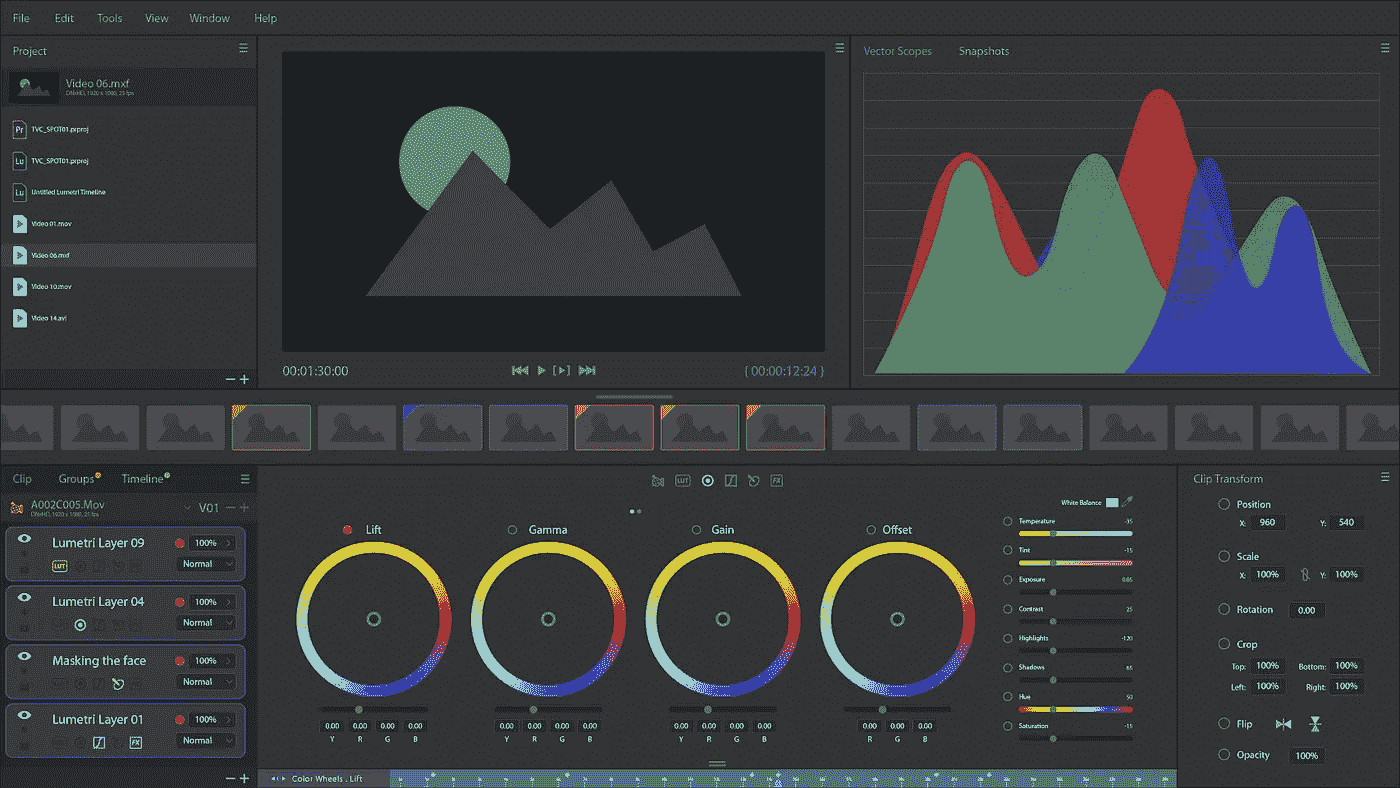 File Edit Tools View Window Help
Project
Video 06.mxf
DNxHD, 1920 x 1080, 25 fps
Pr TVC_SPOT01.prproj
Lu TVC_SPOT01.prproj
Lu Untitled Lumetri Timeline
Video 01.mov
Video 06.mxf
Video 10.mov
Video 14.avi
00:01:30:00
{ 00:00:12:24 }
Vector Scopes Snapshots
Clip Groups Timeline
A002C005.Mov V01
DNxHD, 1920 x 1080, 25 fps
Lumetri Layer 09 100%
LUT Normal
Lumetri Layer 04 100%
Normal
Masking the face 100%
Normal
Lumetri Layer 01 100%
FX Normal
LUT FX
Lift Gamma Gain Offset
0.00 0.00 0.00 0.00
Y R G B
0.00 0.00 0.00 0.00
Y R G B
0.00 0.00 0.00 0.00
Y R G B
0.00 0.00 0.00
R G B
White Balance
Temperature -35
Tint -15
Exposure 0.65
Contrast 25
Highlights -120
Shadows 65
Hue 50
Saturation -15
Color Wheels . Lift
Clip Transform
Position
X: 960 Y: 540
Scale
X: 100% Y: 100%
Rotation 0.00
Crop
Top: 100% Bottom: 100%
Left: 100% Right: 100%
Flip
Opacity 100%